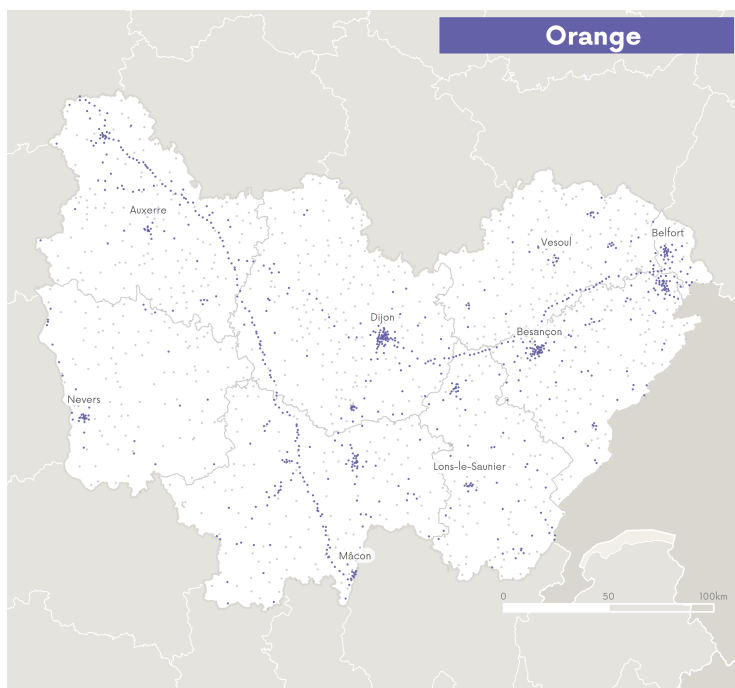 Orange
Auxerre
Belfort
Vesoul
Dijon
Besançon
Nevers
Lons-le-Saunier
Mâcon
0 50 100km